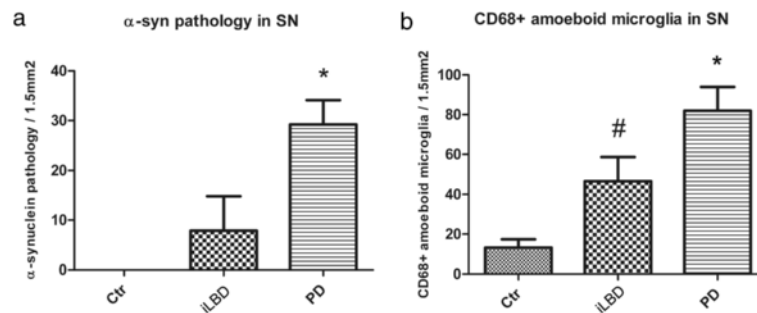 a
α-syn pathology in SN
α-synuclein pathology / 1.5mm2
40
30
20
10
0
*
Ctr
iLBD
PD
b
CD68+ amoeboid microglia in SN
CD68+ amoeboid microglia / 1.5mm2
100
80
60
40
20
0
#
*
Ctr
iLBD
PD